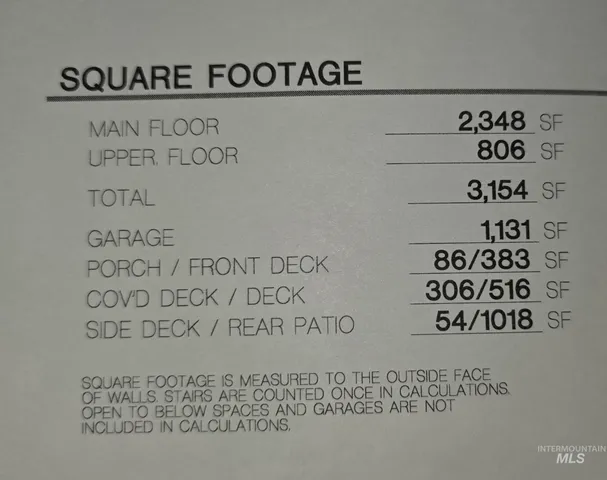 SQUARE FOOTAGE
MAIN FLOOR 2,348 SF
UPPER FLOOR 806 SF
TOTAL 3,154 SF
GARAGE 1,131 SF
PORCH / FRONT DECK 86/383 SF
COV'D DECK / DECK 306/516 SF
SIDE DECK / REAR PATIO 54/1018 SF
SQUARE FOOTAGE IS MEASURED TO THE OUTSIDE FACE
OF WALLS. STAIRS ARE COUNTED ONCE IN CALCULATIONS.
OPEN TO BELOW SPACES AND GARAGES ARE NOT
INCLUDED IN CALCULATIONS.
INTERMOUNTAIN
MLS